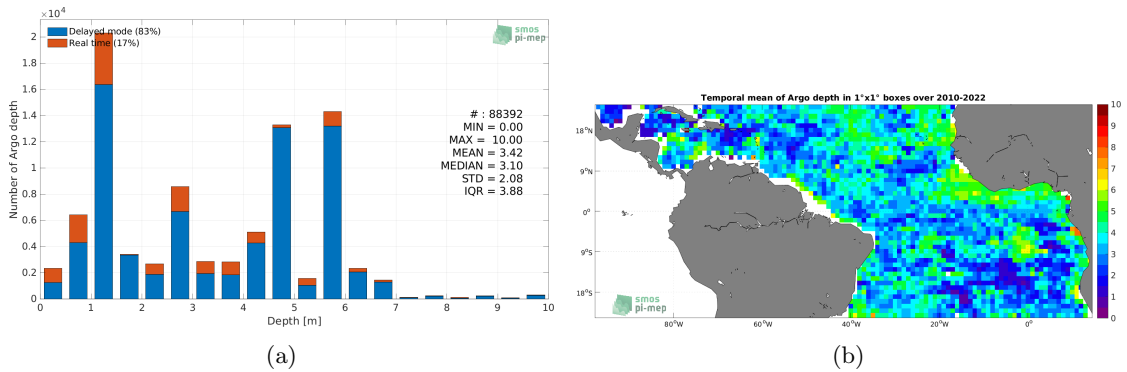 ×10⁴
Delayed mode (83%)
Real time (17%)
smos
pi-mep
2
1.8
1.6
1.4
1.2
1
0.8
0.6
0.4
0.2
0
Number of Argo depth
# : 88392
MIN = 0.00
MAX = 10.00
MEAN = 3.42
MEDIAN = 3.10
STD = 2.08
IQR = 3.88
0 1 2 3 4 5 6 7 8 9 10
Depth [m]
(a)
Temporal mean of Argo depth in 1°x1° boxes over 2010-2022
18°N
9°N
0°
9°S
18°S
80°W 60°W 40°W 20°W 0°
smos
pi-mep
10
9
8
7
6
5
4
3
2
1
0
(b)